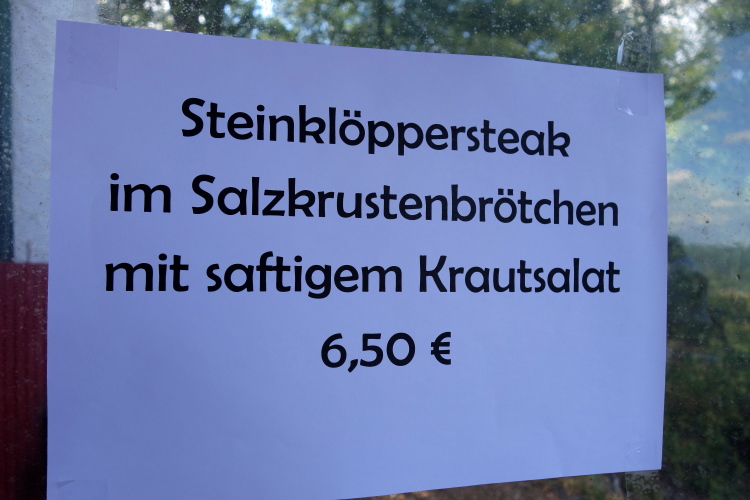 Steinklöppersteak
im Salzkrustenbrötchen
mit saftigem Krautsalat
6,50 €